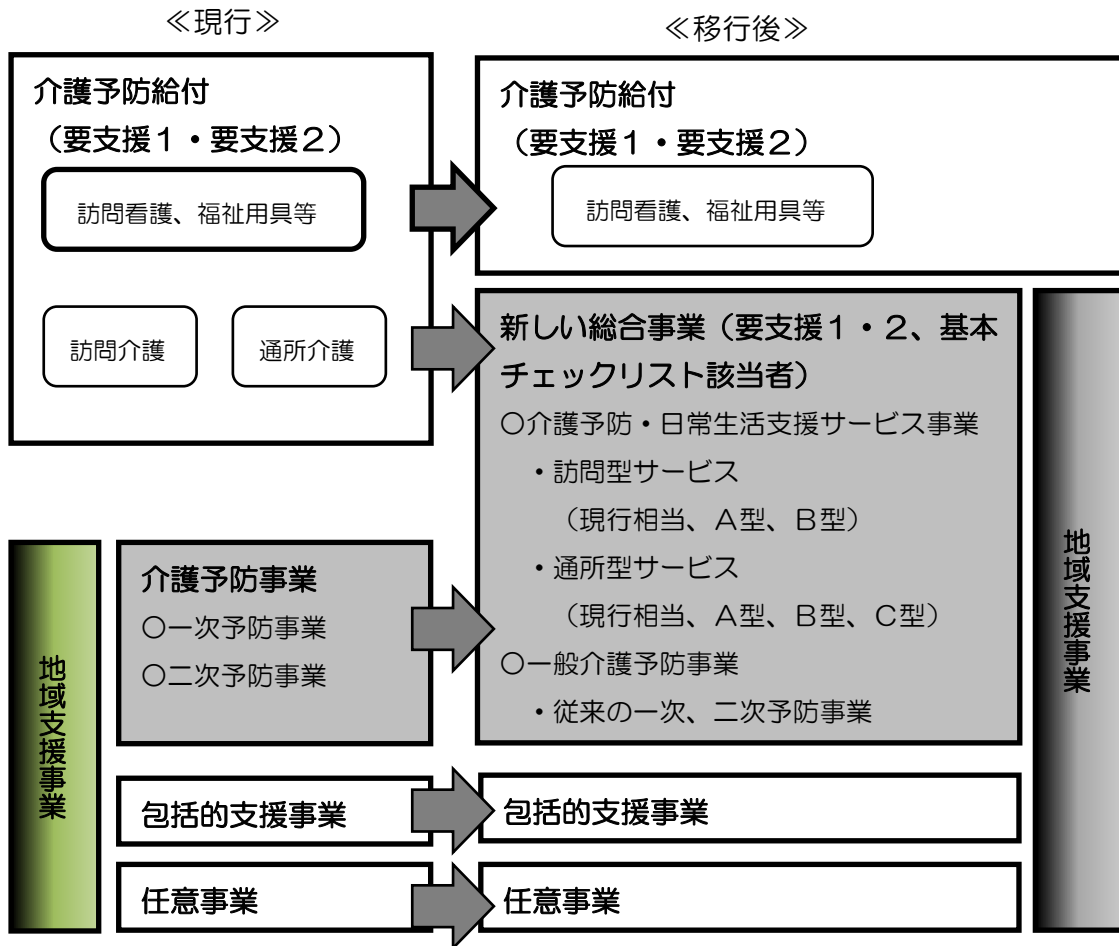 ≪現行≫
≪移行後≫
介護予防給付
（要支援１・要支援２）
訪問看護、福祉用具等
訪問介護
通所介護
介護予防給付
（要支援１・要支援２）
訪問看護、福祉用具等
新しい総合事業（要支援１・２、基本
チェックリスト該当者）
○介護予防・日常生活支援サービス事業
・訪問型サービス
（現行相当、Ａ型、Ｂ型）
・通所型サービス
（現行相当、Ａ型、Ｂ型、Ｃ型）
○一般介護予防事業
・従来の一次、二次予防事業
地域支援事業
介護予防事業
○一次予防事業
○二次予防事業
地域支援事業
包括的支援事業
包括的支援事業
任意事業
任意事業